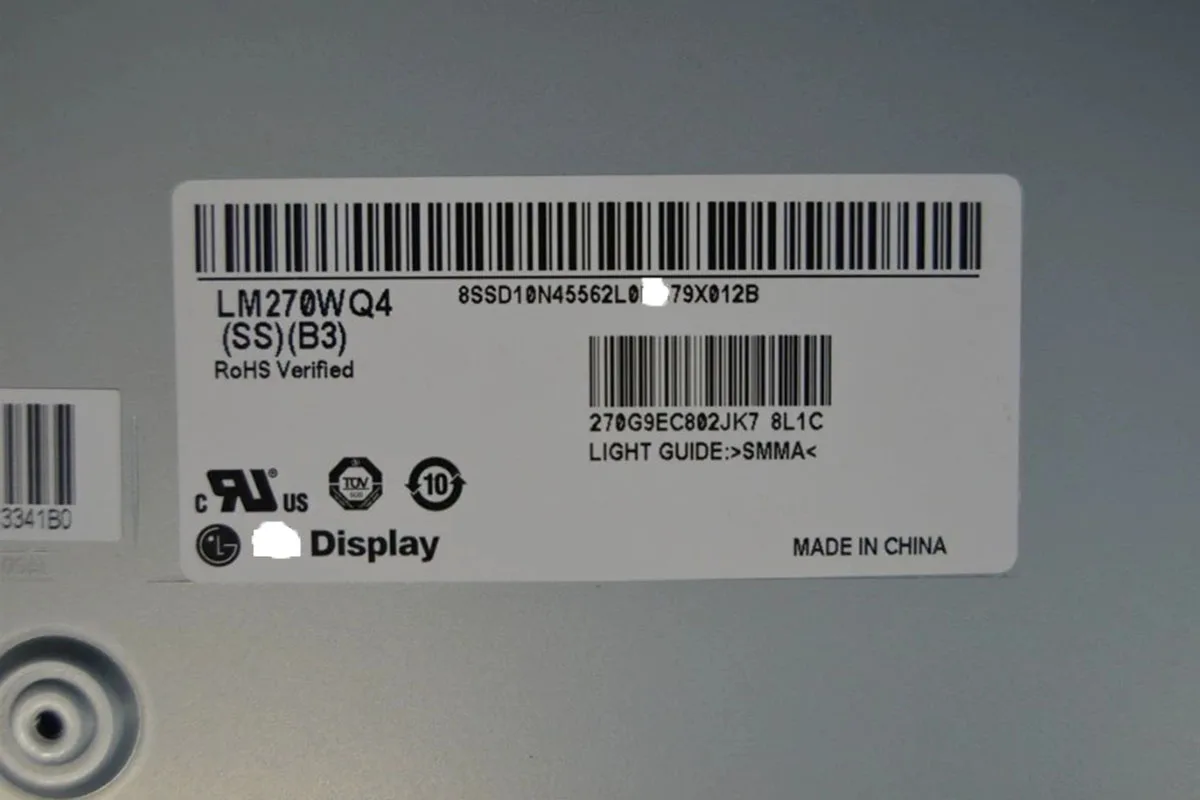 LM270WQ4
(SS)(B3)
RoHS Verified
8SSD10N45562L0 79X012B
270G9EC802JK7 8L1C
LIGHT GUIDE:>SMMA<
C US ®
TÜV
10
LG Display
MADE IN CHINA
3341B0